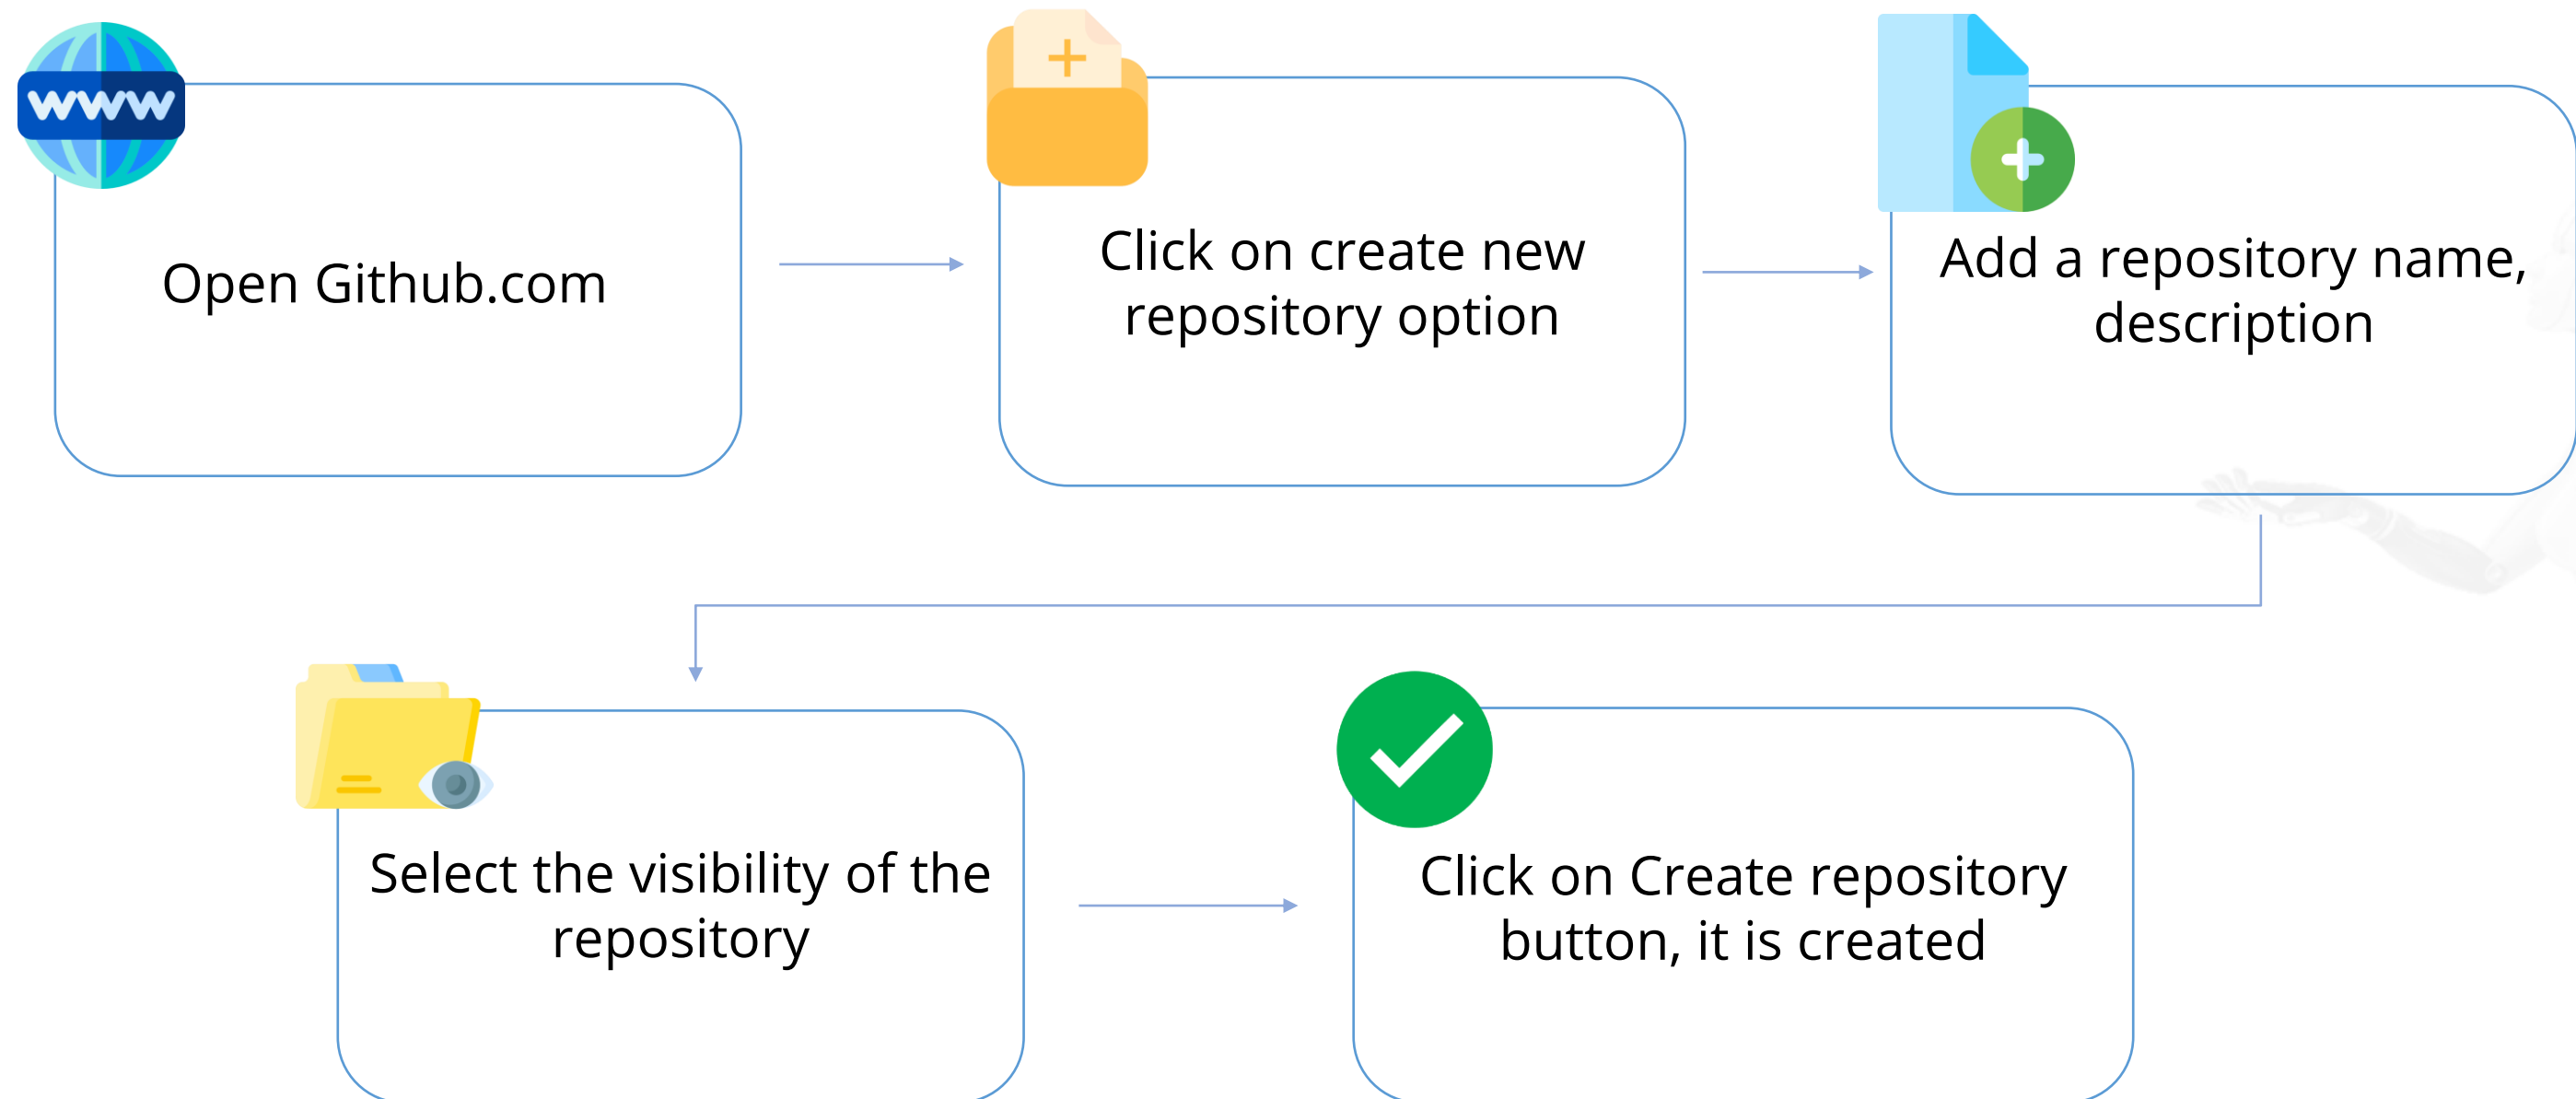 www
Open Github.com
Click on create new
repository option
Add a repository name,
description
Select the visibility of the
repository
Click on Create repository
button, it is created